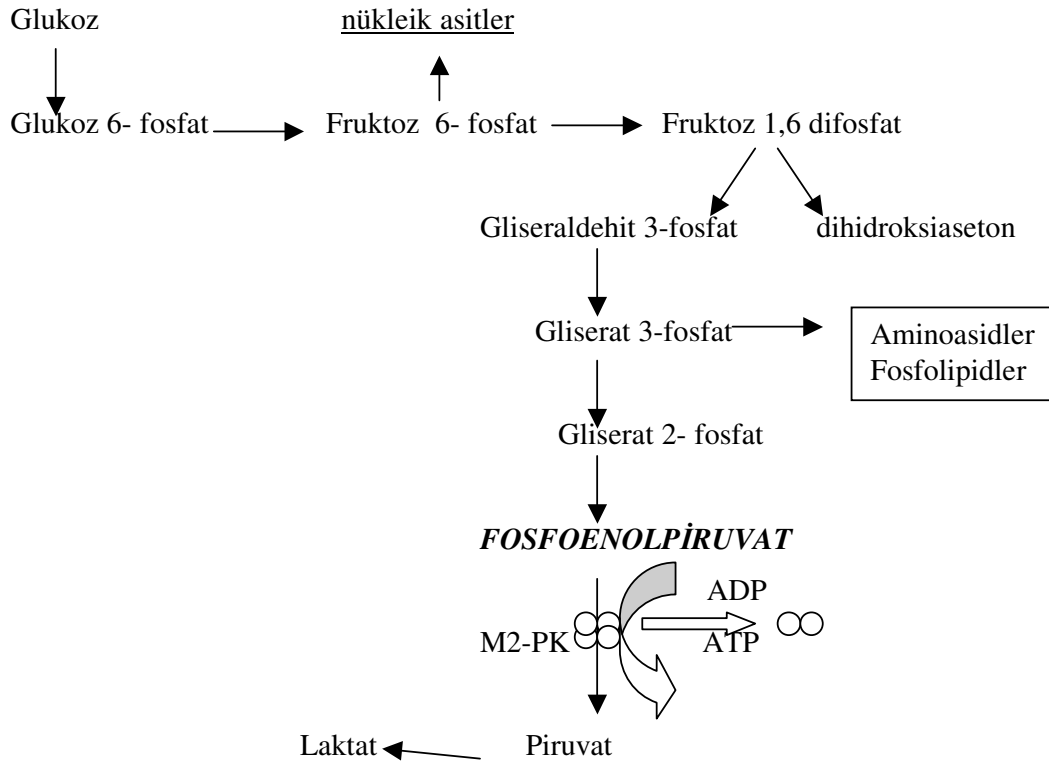 Glukoz nükleik asitler
Glukoz 6- fosfat Fruktoz 6- fosfat Fruktoz 1,6 difosfat
Gliseraldehit 3-fosfat dihidroksiaseton
Gliserat 3-fosfat
Aminoasidler
Fosfolipidler
Gliserat 2- fosfat
FOSFOENOLPİRUVAT
ADP
M2-PK ATP
Laktat Piruvat